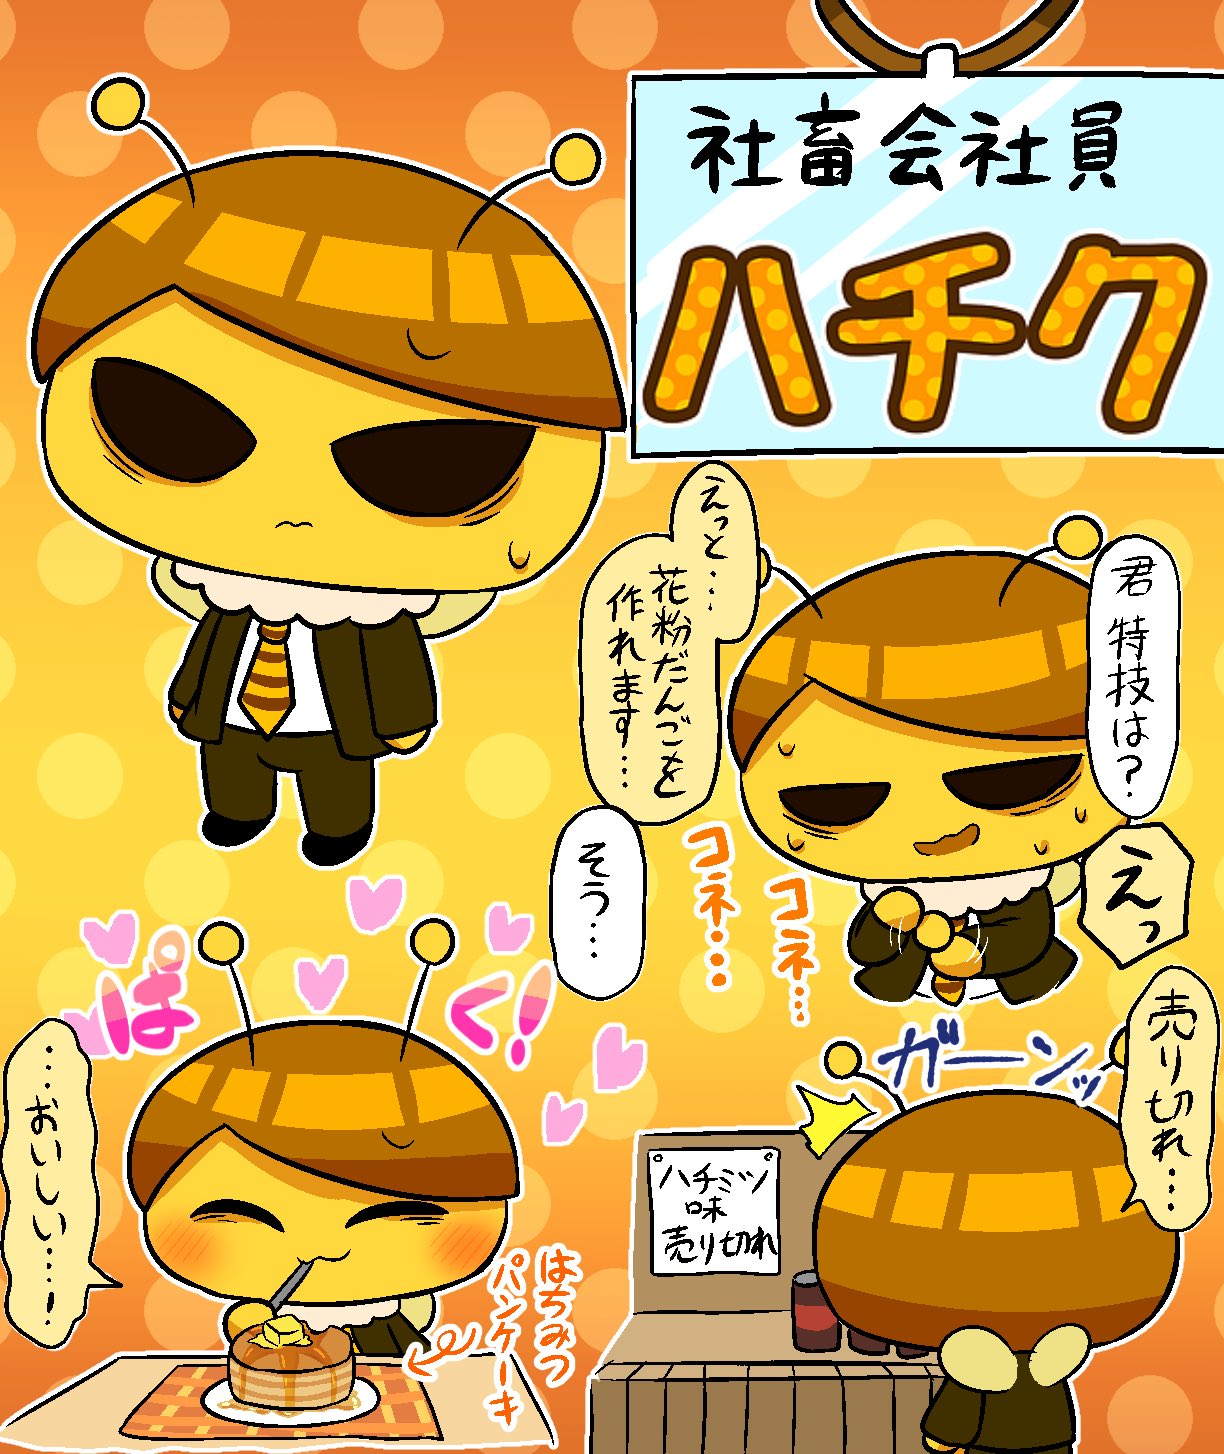 社畜会社員
ハチク
君 特技は？
えっ
えっと…
花粉だんごを
作れます…
コネ…
コネ…
そう…
ぱく！
…おいしい…！
はちみつ
パンケーキ
ガーンッ
売り切れ…
ハチミツ
味
売り切れ